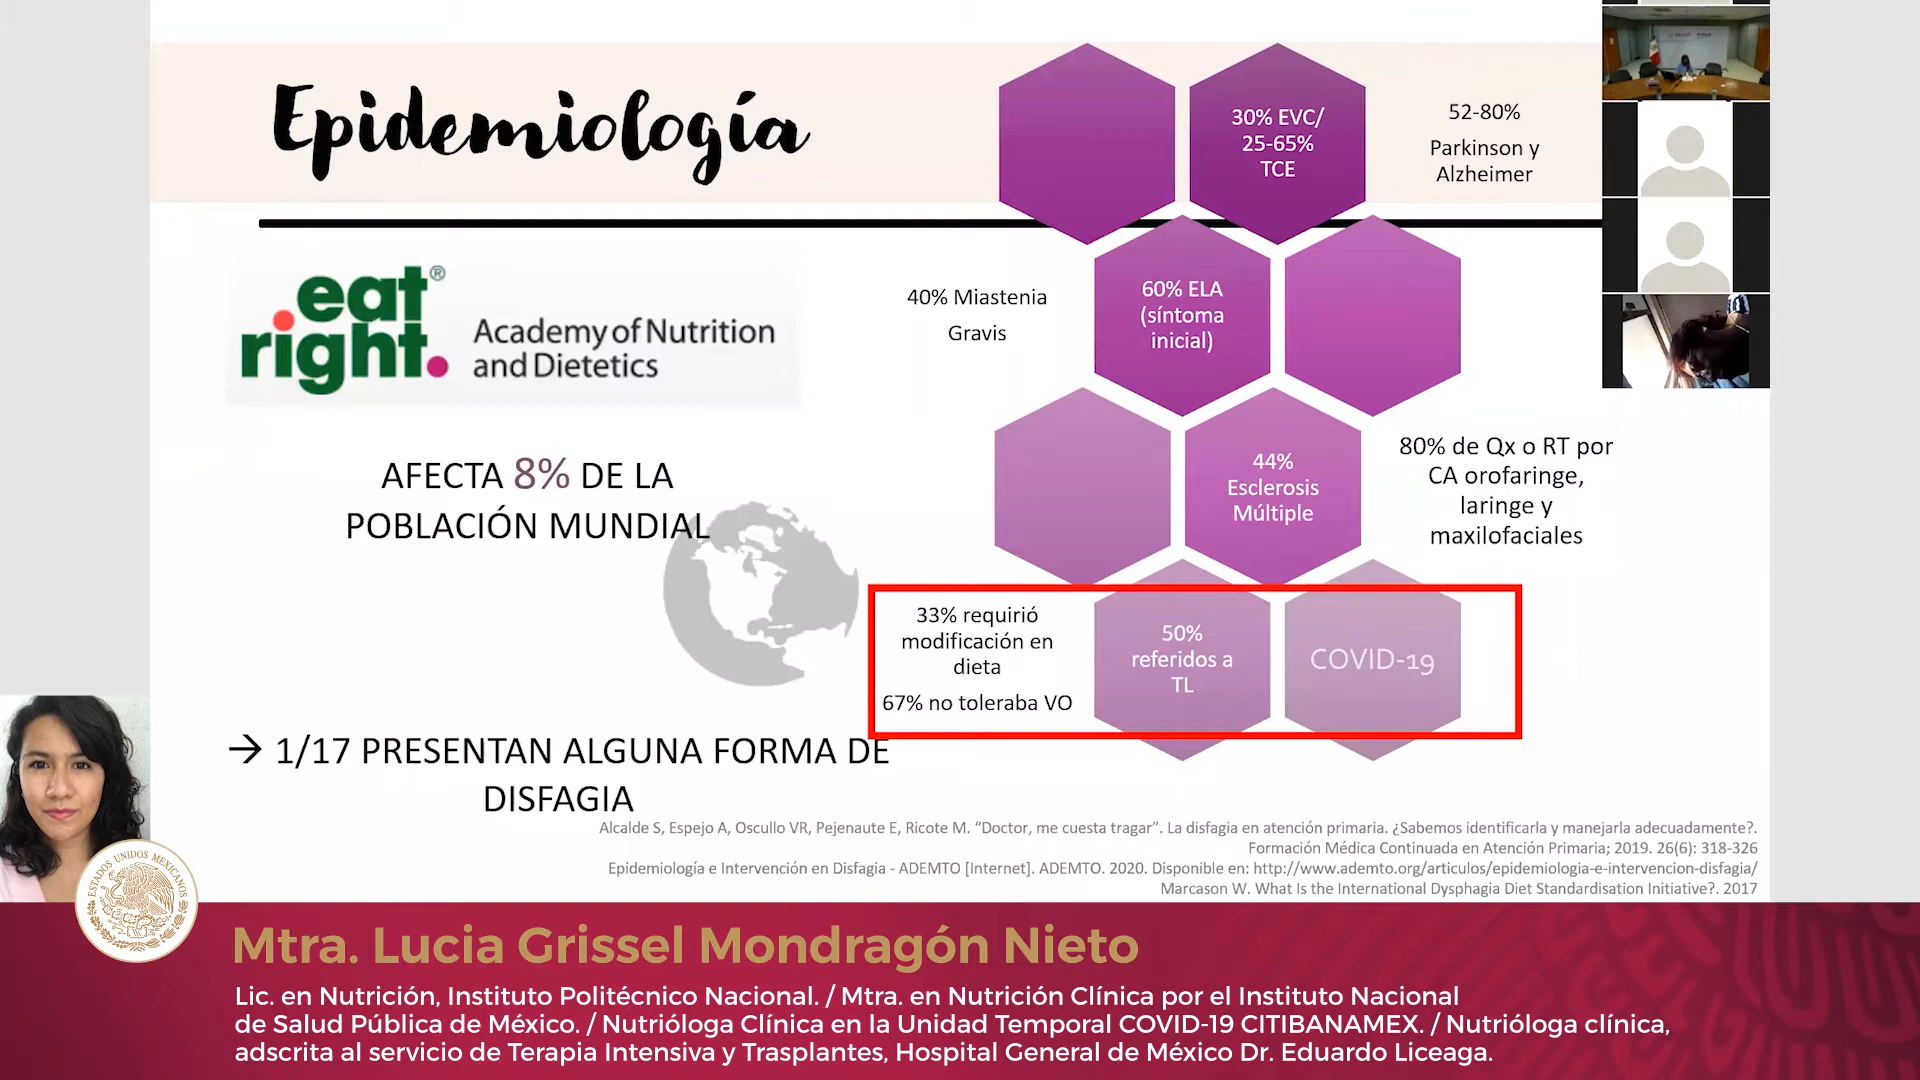 Epidemiología
30% EVC/
25-65%
TCE
52-80%
Parkinson y
Alzheimer
eat®
right.
Academy of Nutrition
and Dietetics
40% Miastenia
Gravis
60% ELA
(síntoma
inicial)
AFECTA 8% DE LA
POBLACIÓN MUNDIAL
44%
Esclerosis
Múltiple
80% de Qx o RT por
CA orofaringe,
laringe y
maxilofaciales
33% requirió
modificación en
dieta
67% no toleraba VO
50%
referidos a
TL
COVID-19
→ 1/17 PRESENTAN ALGUNA FORMA DE
DISFAGIA
Alcalde S, Espejo A, Oscullo VR, Pejenaute E, Ricote M. “Doctor, me cuesta tragar”. La disfagia en atención primaria. ¿Sabemos identificarla y manejarla adecuadamente?.
Formación Médica Continuada en Atención Primaria; 2019. 26(6): 318-326
Epidemiología e Intervención en Disfagia - ADEMTO [Internet]. ADEMTO. 2020. Disponible en: http://www.ademto.org/articulos/epidemiologia-e-intervencion-disfagia/
Marcason W. What Is the International Dysphagia Diet Standardisation Initiative?. 2017
ESTADOS UNIDOS MEXICANOS
Mtra. Lucia Grissel Mondragón Nieto
Lic. en Nutrición, Instituto Politécnico Nacional. / Mtra. en Nutrición Clínica por el Instituto Nacional
de Salud Pública de México. / Nutrióloga Clínica en la Unidad Temporal COVID-19 CITIBANAMEX. / Nutrióloga clínica,
adscrita al servicio de Terapia Intensiva y Trasplantes, Hospital General de México Dr. Eduardo Liceaga.